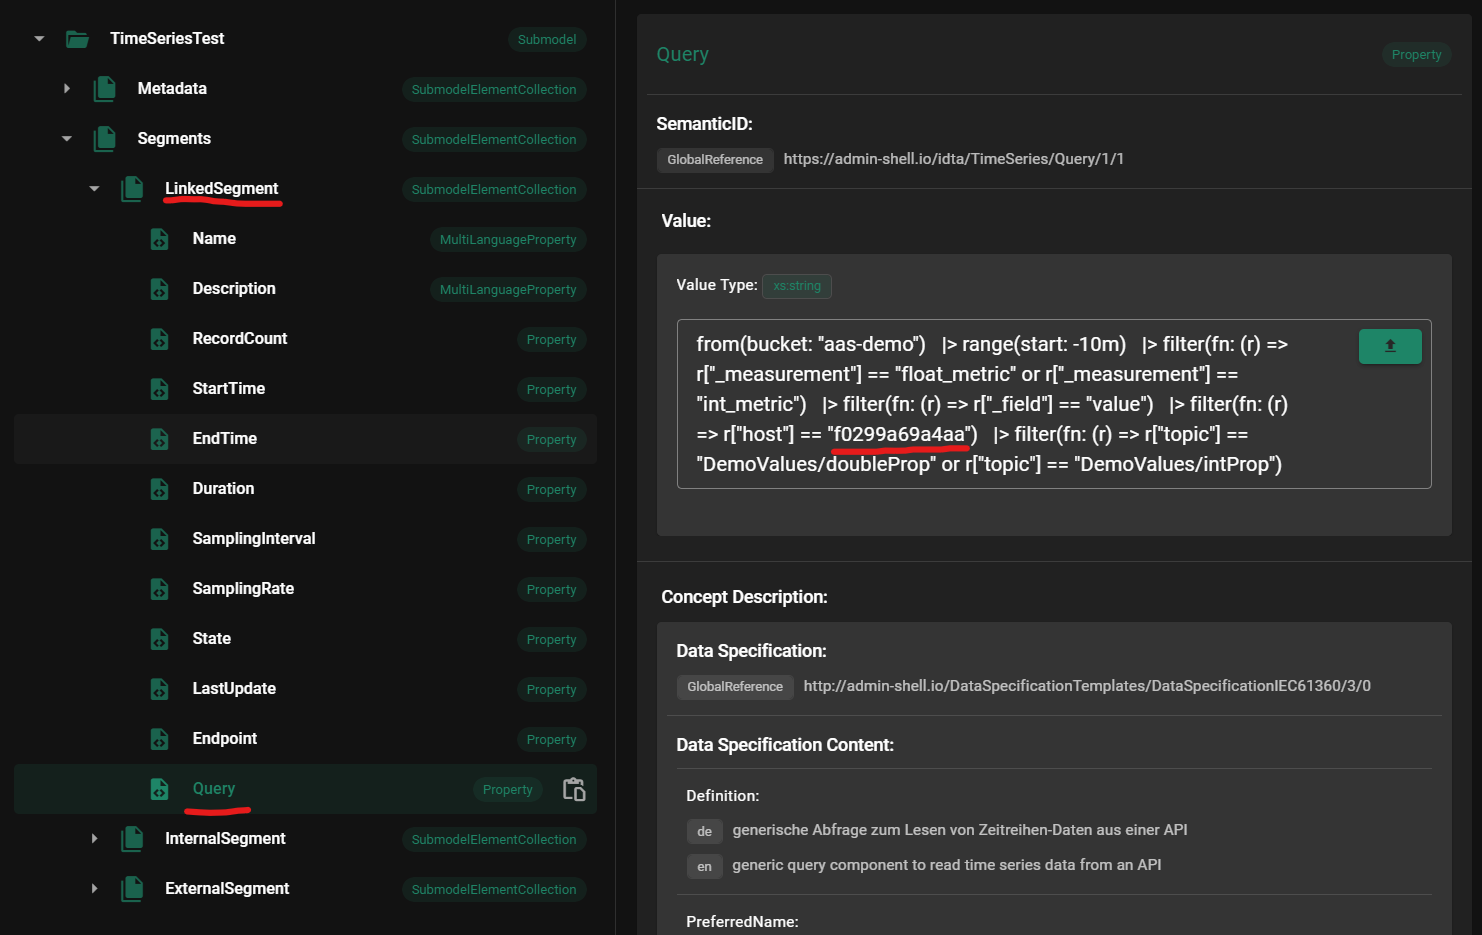 TimeSeriesTest
Submodel
Metadata
SubmodelElementCollection
Segments
SubmodelElementCollection
LinkedSegment
SubmodelElementCollection
Name
MultiLanguageProperty
Description
MultiLanguageProperty
RecordCount
Property
StartTime
Property
EndTime
Property
Duration
Property
SamplingInterval
Property
SamplingRate
Property
State
Property
LastUpdate
Property
Endpoint
Property
Query
Property
InternalSegment
SubmodelElementCollection
ExternalSegment
SubmodelElementCollection
Query
Property
SemanticID:
GlobalReference
https://admin-shell.io/idta/TimeSeries/Query/1/1
Value:
Value Type:
xs:string
from(bucket: "aas-demo")   |> range(start: -10m)   |> filter(fn: (r) =>
r["_measurement"] == "float_metric" or r["_measurement"] ==
"int_metric")   |> filter(fn: (r) => r["_field"] == "value")   |> filter(fn: (r)
=> r["host"] == "f0299a69a4aa")   |> filter(fn: (r) => r["topic"] ==
"DemoValues/doubleProp" or r["topic"] == "DemoValues/intProp")
Concept Description:
Data Specification:
GlobalReference
http://admin-shell.io/DataSpecificationTemplates/DataSpecificationIEC61360/3/0
Data Specification Content:
Definition:
de
generische Abfrage zum Lesen von Zeitreihen-Daten aus einer API
en
generic query component to read time series data from an API
PreferredName: